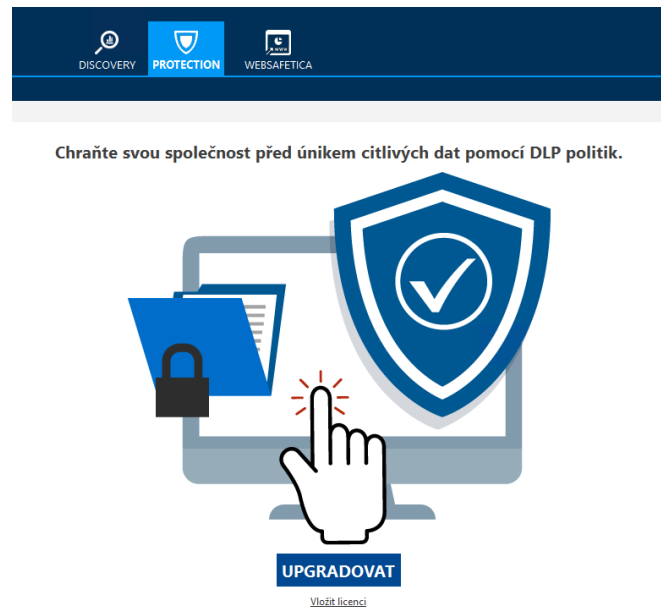 DISCOVERY
PROTECTION
WEBSAFETICA
Chraňte svou společnost před únikem citlivých dat pomocí DLP politik.
UPGRADOVAT
Vložit licenci